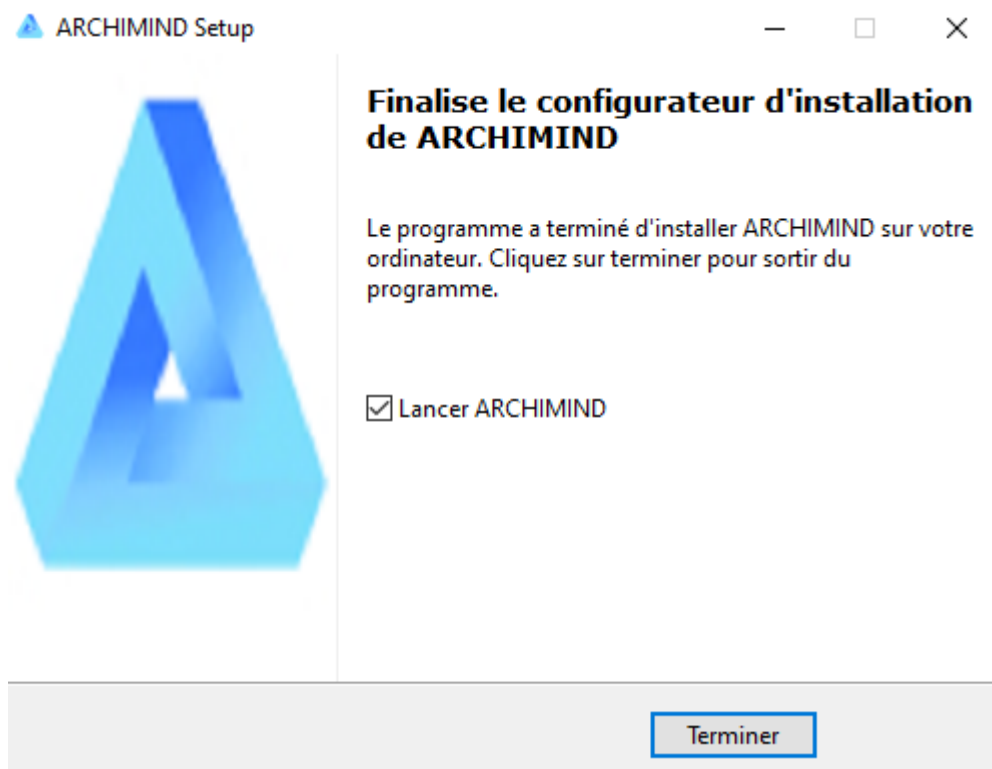 ARCHIMIND Setup
Finalise le configurateur d'installation
de ARCHIMIND
Le programme a terminé d'installer ARCHIMIND sur votre
ordinateur. Cliquez sur terminer pour sortir du
programme.
Lancer ARCHIMIND
Terminer